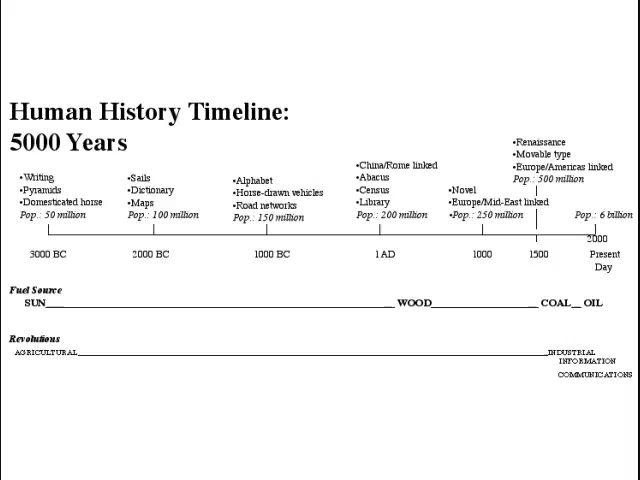 Human History Timeline:
5000 Years
•Writing
•Pyramids
•Domesticated horse
Pop.: 50 million
•Sails
•Dictionary
•Maps
Pop.: 100 million
•Alphabet
•Horse-drawn vehicles
•Road networks
Pop.: 150 million
•China/Rome linked
•Abacus
•Census
•Library
Pop.: 200 million
•Novel
•Europe/Mid-East linked
•Pop.: 250 million
•Renaissance
•Movable type
•Europe/Americas linked
Pop.: 500 million
Pop.: 6 billion
3000 BC 2000 BC 1000 BC 1 AD 1000 1500 2000
Present
Day
Fuel Source
SUN WOOD COAL OIL
Revolutions
AGRICULTURAL INDUSTRIAL
INFORMATION
COMMUNICATIONS